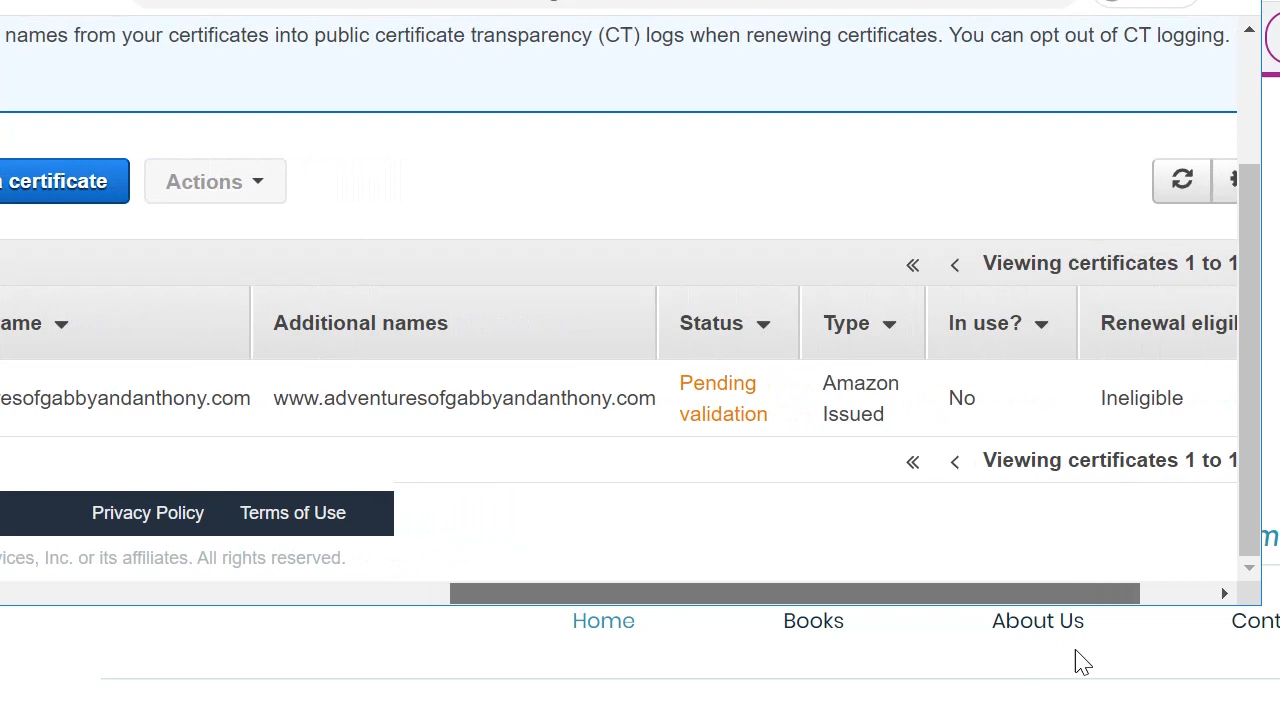 names from your certificates into public certificate transparency (CT) logs when renewing certificates. You can opt out of CT logging.
certificate
Actions
Viewing certificates 1 to 1
ame
Additional names
Status
Type
In use?
Renewal eligi
esofgabbyandanthony.com
www.adventuresofgabbyandanthony.com
Pending
validation
Amazon
Issued
No
Ineligible
Viewing certificates 1 to 1
Privacy Policy
Terms of Use
ices, Inc. or its affiliates. All rights reserved.
Home
Books
About Us
Cont